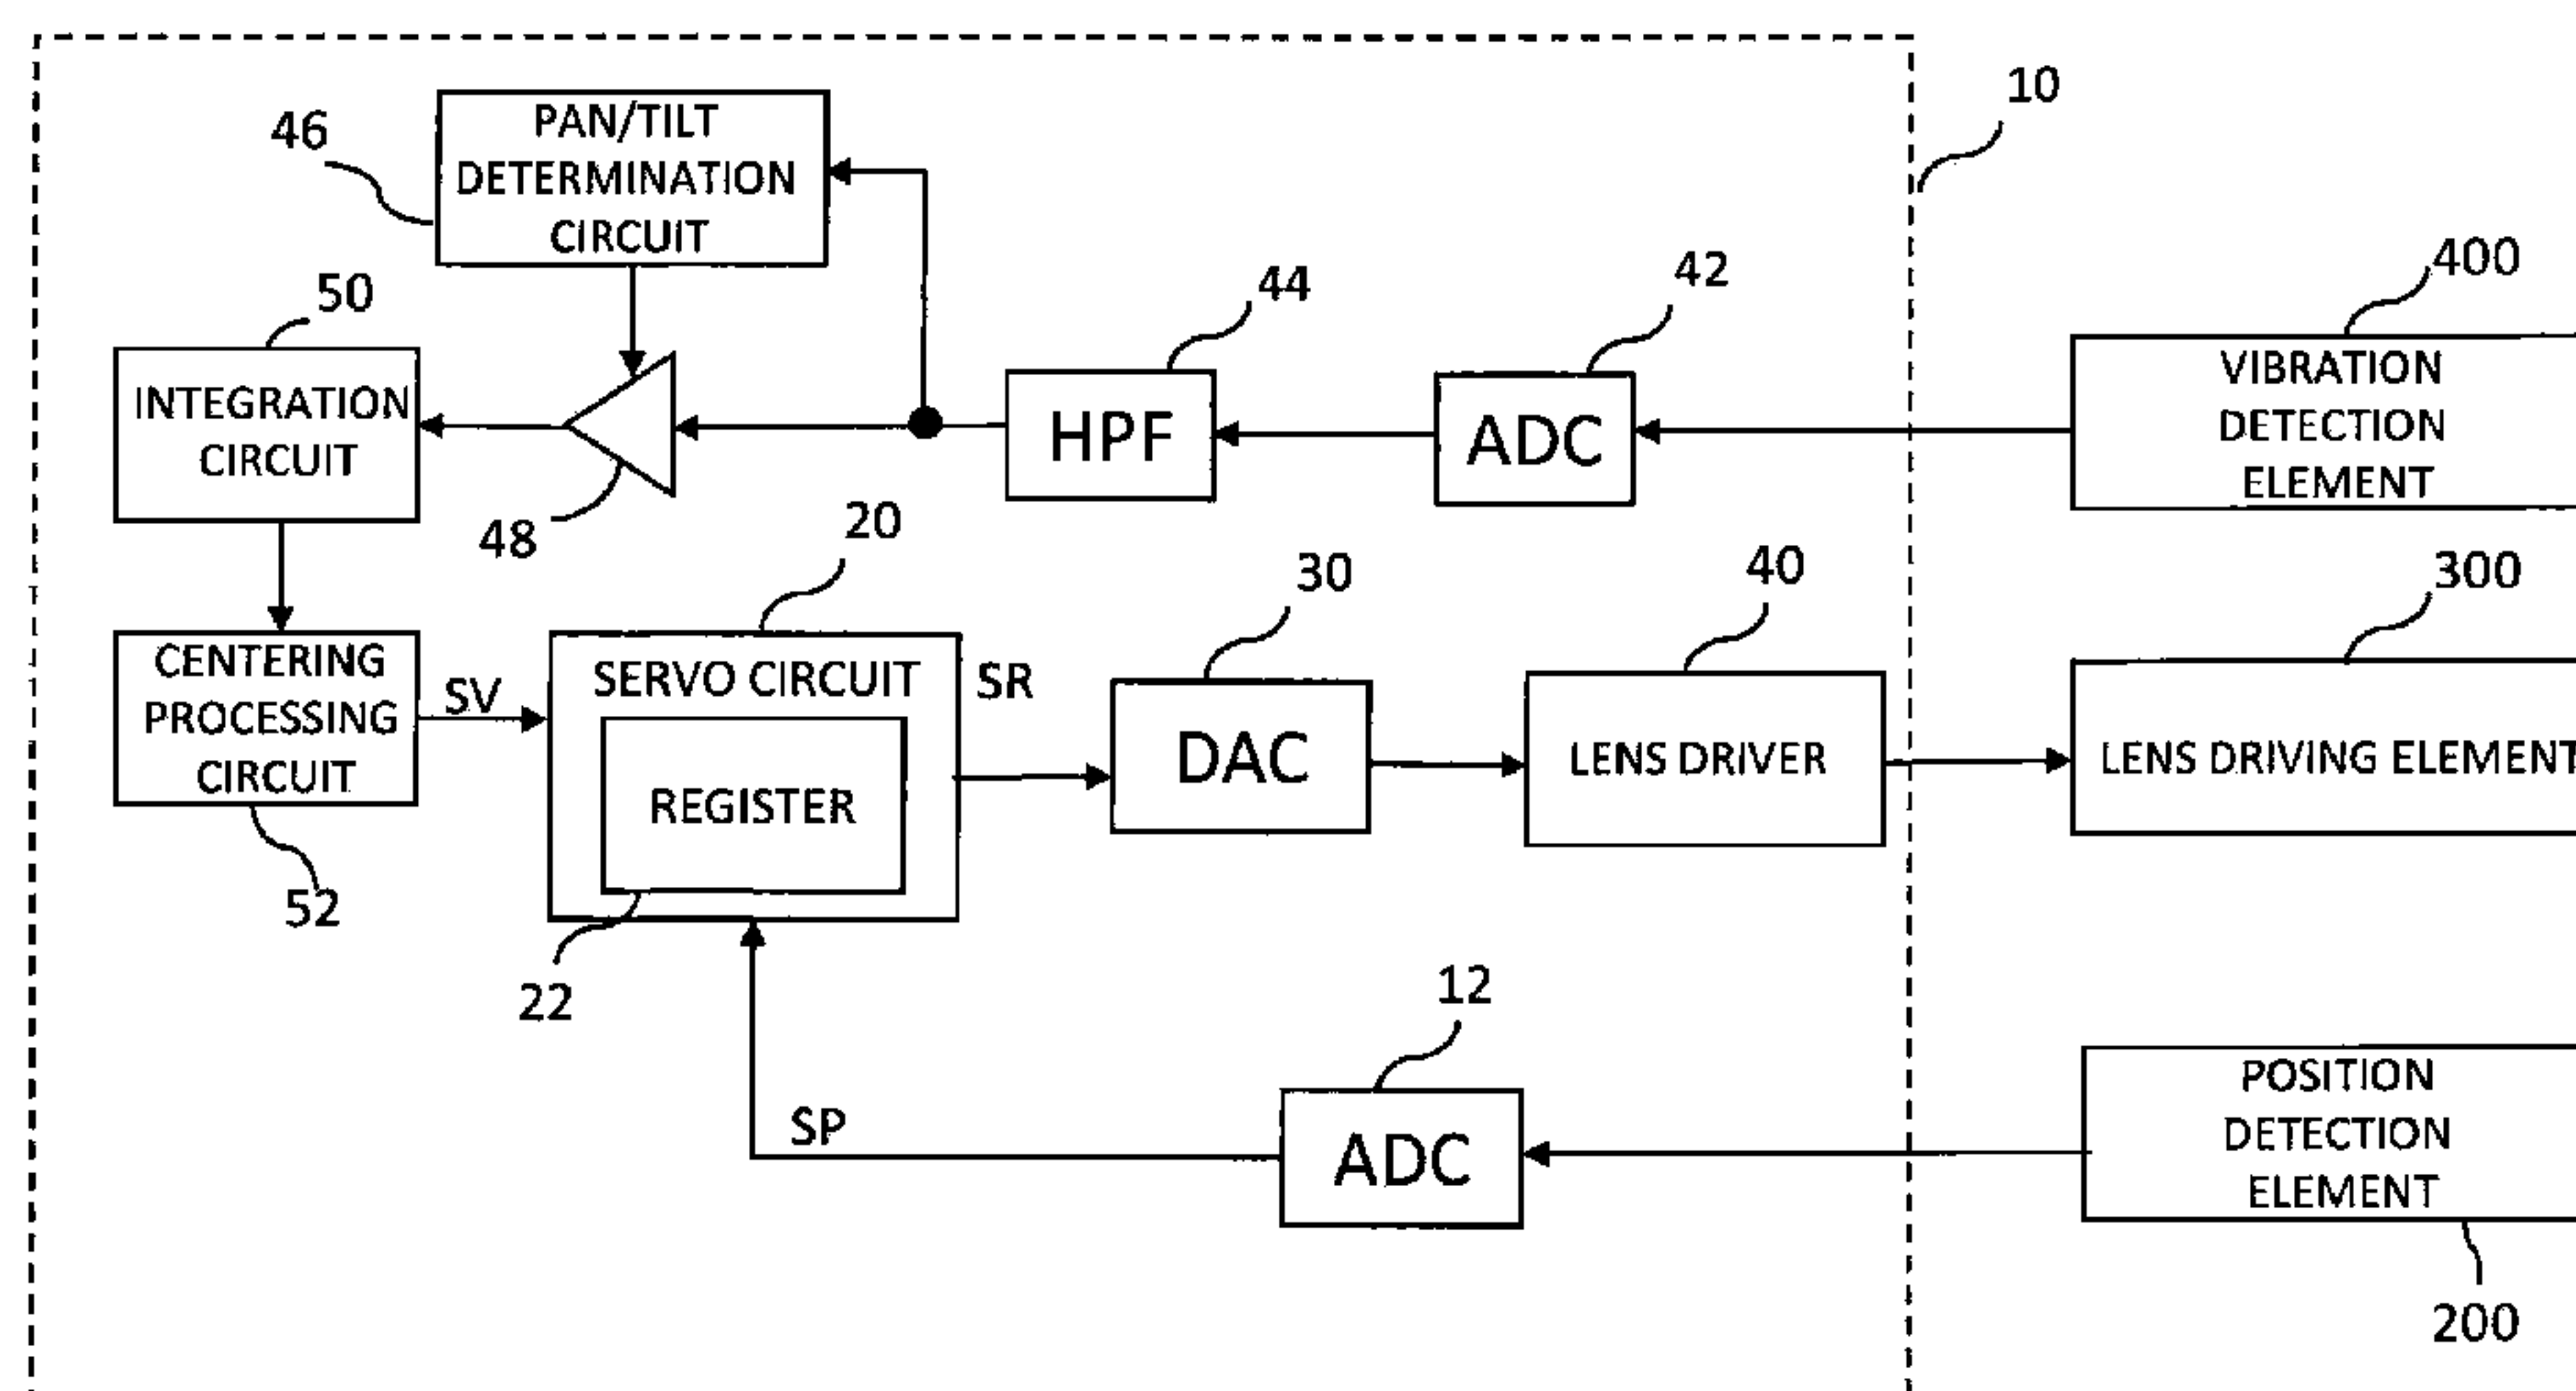 10
46
PAN/TILT
DETERMINATION
CIRCUIT
50
44
42
400
INTEGRATION
CIRCUIT
48
HPF
ADC
VIBRATION
DETECTION
ELEMENT
20
30
40
300
CENTERING
PROCESSING
CIRCUIT
52
SV
SERVO CIRCUIT
REGISTER
22
SR
DAC
LENS DRIVER
LENS DRIVING ELEMENT
12
SP
ADC
POSITION
DETECTION
ELEMENT
200